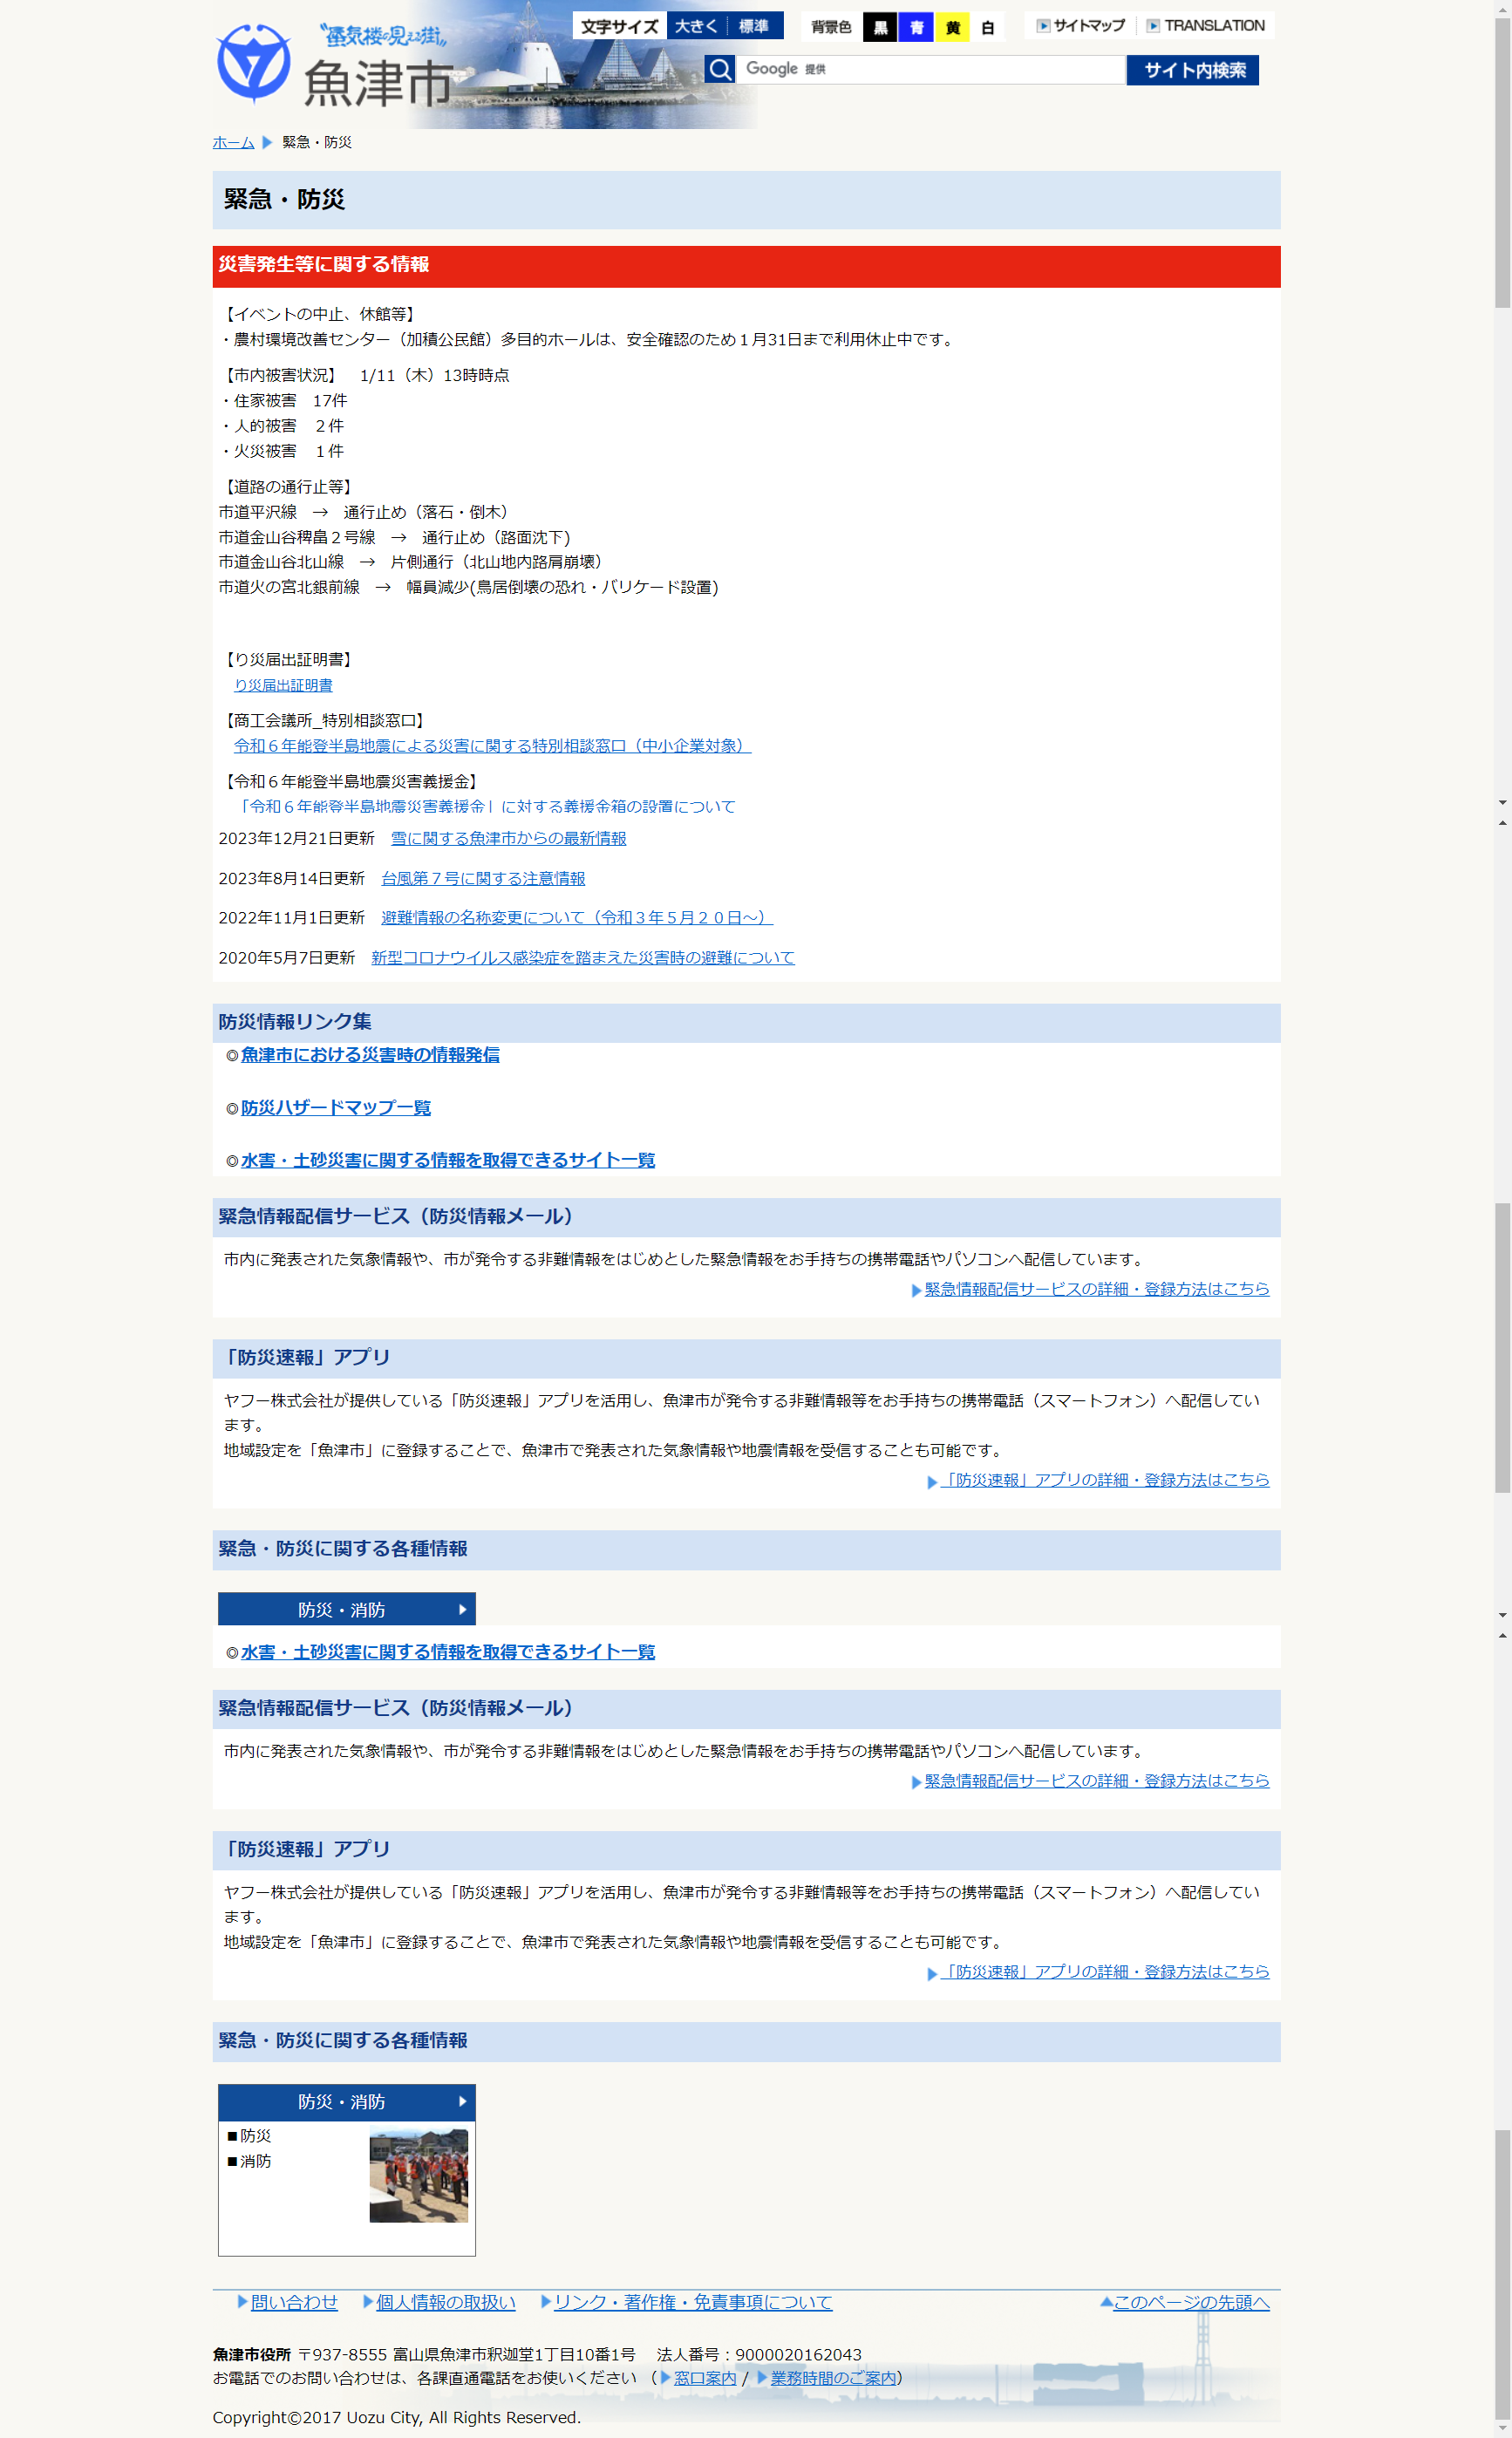 蜃気楼の見える街
魚津市
文字サイズ 大きく 標準 背景色 黒 青 黄 白 サイトマップ TRANSLATION
Google 提供 サイト内検索
ホーム 緊急・防災
緊急・防災
災害発生等に関する情報
【イベントの中止、休館等】
・農村環境改善センター（加積公民館）多目的ホールは、安全確認のため１月31日まで利用休止中です。
【市内被害状況】　1/11（木）13時時点
・住家被害　17件
・人的被害　２件
・火災被害　１件
【道路の通行止等】
市道平沢線　→　通行止め（落石・倒木）
市道金山谷稗畠２号線　→　通行止め（路面沈下)
市道金山谷北山線　→　片側通行（北山地内路肩崩壊）
市道火の宮北銀前線　→　幅員減少(鳥居倒壊の恐れ・バリケード設置)
【り災届出証明書】
り災届出証明書
【商工会議所_特別相談窓口】
令和６年能登半島地震による災害に関する特別相談窓口（中小企業対象）
【令和６年能登半島地震災害義援金】
「令和６年能登半島地震災害義援金」に対する義援金箱の設置について
2023年12月21日更新　雪に関する魚津市からの最新情報
2023年8月14日更新　台風第７号に関する注意情報
2022年11月1日更新　避難情報の名称変更について（令和３年５月２０日～）
2020年5月7日更新　新型コロナウイルス感染症を踏まえた災害時の避難について
防災情報リンク集
◎魚津市における災害時の情報発信
◎防災ハザードマップ一覧
◎水害・土砂災害に関する情報を取得できるサイト一覧
緊急情報配信サービス（防災情報メール）
市内に発表された気象情報や、市が発令する非難情報をはじめとした緊急情報をお手持ちの携帯電話やパソコンへ配信しています。
緊急情報配信サービスの詳細・登録方法はこちら
「防災速報」アプリ
ヤフー株式会社が提供している「防災速報」アプリを活用し、魚津市が発令する非難情報等をお手持ちの携帯電話（スマートフォン）へ配信してい
ます。
地域設定を「魚津市」に登録することで、魚津市で発表された気象情報や地震情報を受信することも可能です。
「防災速報」アプリの詳細・登録方法はこちら
緊急・防災に関する各種情報
防災・消防
◎水害・土砂災害に関する情報を取得できるサイト一覧
緊急情報配信サービス（防災情報メール）
市内に発表された気象情報や、市が発令する非難情報をはじめとした緊急情報をお手持ちの携帯電話やパソコンへ配信しています。
緊急情報配信サービスの詳細・登録方法はこちら
「防災速報」アプリ
ヤフー株式会社が提供している「防災速報」アプリを活用し、魚津市が発令する非難情報等をお手持ちの携帯電話（スマートフォン）へ配信してい
ます。
地域設定を「魚津市」に登録することで、魚津市で発表された気象情報や地震情報を受信することも可能です。
「防災速報」アプリの詳細・登録方法はこちら
緊急・防災に関する各種情報
防災・消防
■防災
■消防
問い合わせ 個人情報の取扱い リンク・著作権・免責事項について このページの先頭へ
魚津市役所 〒937-8555 富山県魚津市釈迦堂1丁目10番1号　法人番号：9000020162043
お電話でのお問い合わせは、各課直通電話をお使いください （窓口案内 / 業務時間のご案内）
Copyright©2017 Uozu City, All Rights Reserved.